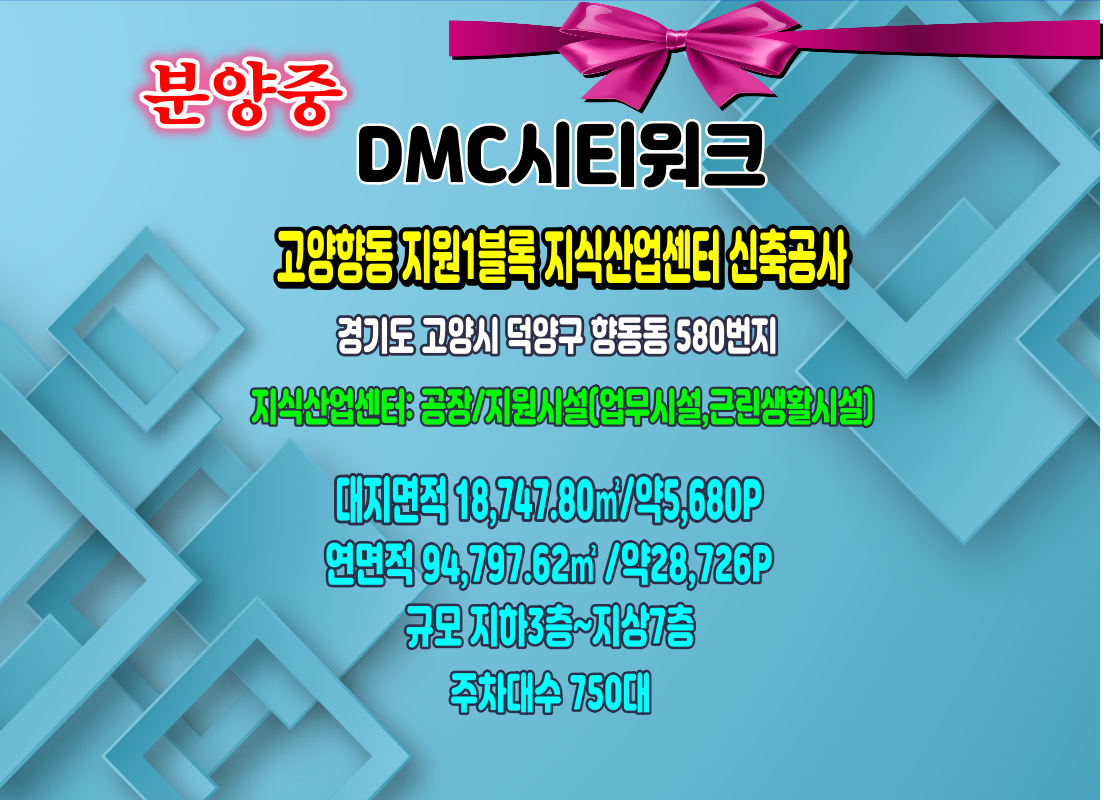 분양중
DMC시티워크
고양향동 지원1블록 지식산업센터 신축공사
경기도 고양시 덕양구 향동동 580번지
지식산업센터: 공장/지원시설(업무시설,근린생활시설)
대지면적 18,747.80㎡/약5,680P
연면적 94,797.62㎡ /약28,726P
규모 지하3층~지상7층
주차대수 750대